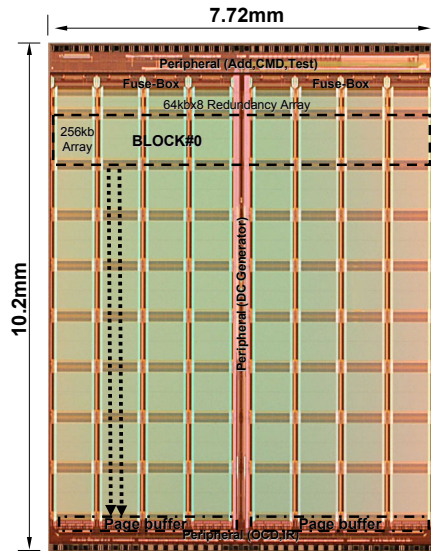 7.72mm
Peripheral (Add,CMD,Test)
Fuse-Box
Fuse-Box
64kbx8 Redundancy Array
256kb
Array
BLOCK#0
10.2mm
Peripheral (DC Generator)
Page buffer
Page buffer
Peripheral (OCD,IR)